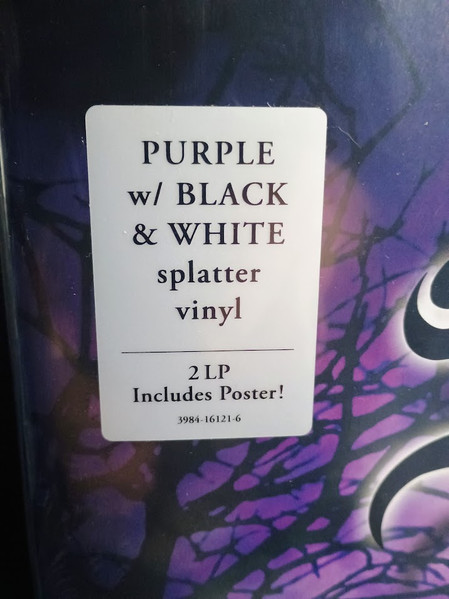 PURPLE
w/ BLACK
& WHITE
splatter
vinyl
2 LP
Includes Poster!
3984-16121-6